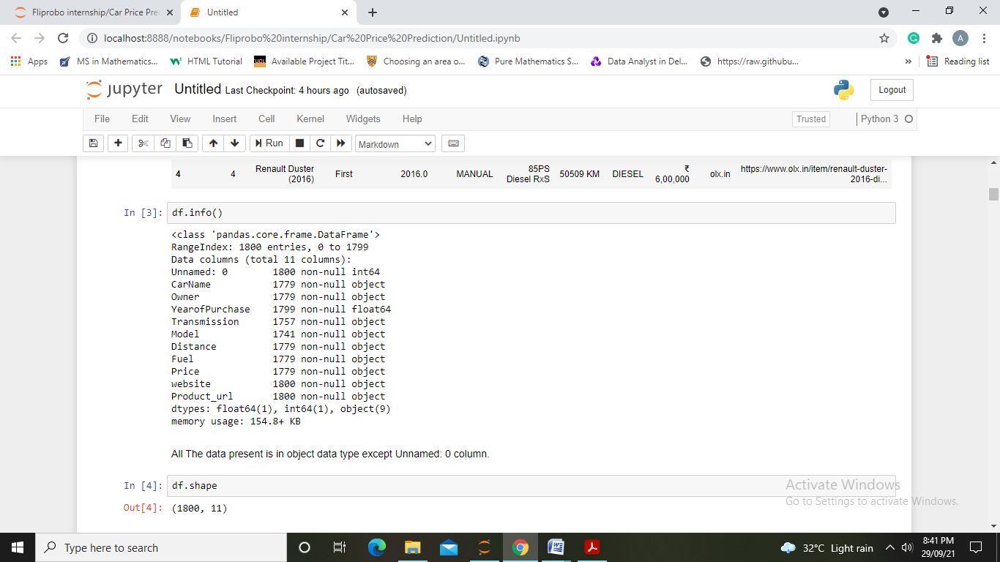 Fliprobo internship/Car Price Pre
Untitled
localhost:8888/notebooks/Fliprobo%20internship/Car%20Price%20Prediction/Untitled.ipynb
A
Apps MS in Mathematics... HTML Tutorial Available Project Tit... Choosing an area o... Pure Mathematics S... Data Analyst in Del... https://raw.githubu... » Reading list
jupyter Untitled Last Checkpoint: 4 hours ago (autosaved) Logout
File Edit View Insert Cell Kernel Widgets Help Trusted Python 3
Run Markdown
4 4 Renault Duster (2016) First 2016.0 MANUAL 85PS Diesel RxS 50509 KM DIESEL ₹ 6,00,000 olx.in https://www.olx.in/item/renault-duster-2016-di...
In [3]: df.info()
<class 'pandas.core.frame.DataFrame'>
RangeIndex: 1800 entries, 0 to 1799
Data columns (total 11 columns):
Unnamed: 0 1800 non-null int64
CarName 1779 non-null object
Owner 1779 non-null object
YearofPurchase 1799 non-null float64
Transmission 1757 non-null object
Model 1741 non-null object
Distance 1779 non-null object
Fuel 1779 non-null object
Price 1779 non-null object
website 1800 non-null object
Product_url 1800 non-null object
dtypes: float64(1), int64(1), object(9)
memory usage: 154.8+ KB
All The data present is in object data type except Unnamed: 0 column.
In [4]: df.shape
Out[4]: (1800, 11)
Activate Windows
Go to Settings to activate Windows.
Type here to search
32°C Light rain
8:41 PM
29/09/21